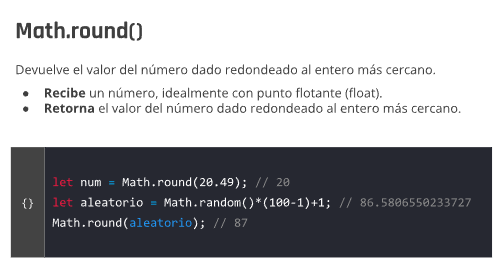 Math.round()
Devuelve el valor del número dado redondeado al entero más cercano.
● Recibe un número, idealmente con punto flotante (float).
● Retorna el valor del número dado redondeado al entero más cercano.
{}
let num = Math.round(20.49); // 20
let aleatorio = Math.random()*(100-1)+1; // 86.5806550233727
Math.round(aleatorio); // 87